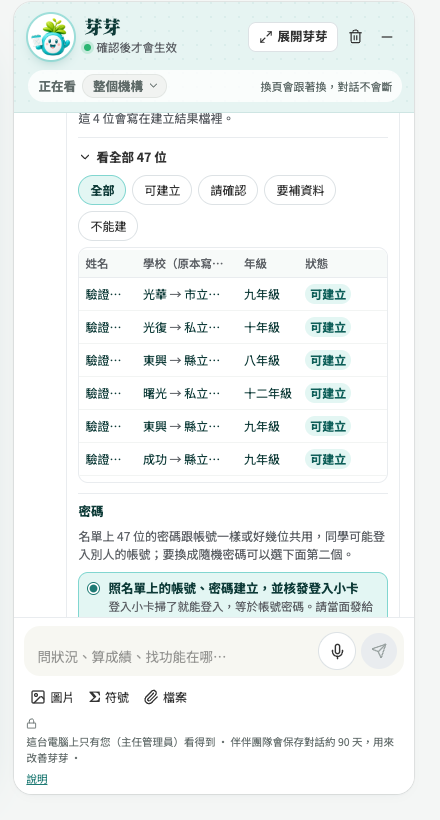 芽芽
確認後才會生效
展開芽芽
正在看 整個機構 換頁會跟著換，對話不會斷
這 4 位會寫在建立結果檔裡。
看全部 47 位
全部 可建立 請確認 要補資料
不能建
姓名 學校（原本寫… 年級 狀態
驗證… 光華 → 市立… 九年級 可建立
驗證… 光復 → 私立… 十年級 可建立
驗證… 東興 → 縣立… 八年級 可建立
驗證… 曙光 → 私立… 十二年級 可建立
驗證… 東興 → 縣立… 九年級 可建立
驗證… 成功 → 縣立… 九年級 可建立
密碼
名單上 47 位的密碼跟帳號一樣或好幾位共用，同學可能登
入別人的帳號；要換成隨機密碼可以選下面第二個。
照名單上的帳號、密碼建立，並核發登入小卡
登入小卡掃了就能登入，等於帳號密碼。請當面發給
問狀況、算成績、找功能在哪…
圖片 符號 檔案
這台電腦上只有您（主任管理員）看得到 · 伴伴團隊會保存對話約 90 天，用來
改善芽芽 ·
說明